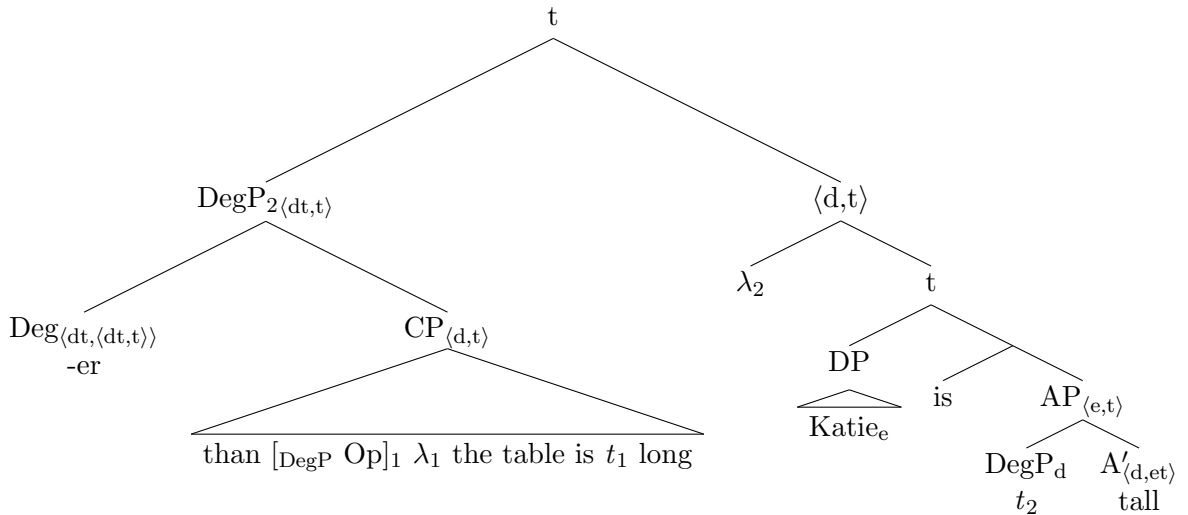 t
DegP₂⟨dt,t⟩ ⟨d,t⟩
λ₂ t
Deg⟨dt,⟨dt,t⟩⟩ CP⟨d,t⟩
-er
DP
is AP⟨e,t⟩
than [DegP Op]₁ λ₁ the table is t₁ long Katieₑ
DegP_d A′⟨d,et⟩
t₂ tall